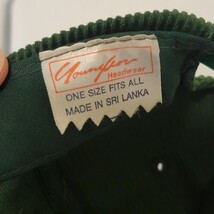 Youngan
Headwear
ONE SIZE FITS ALL
MADE IN SRI LANKA